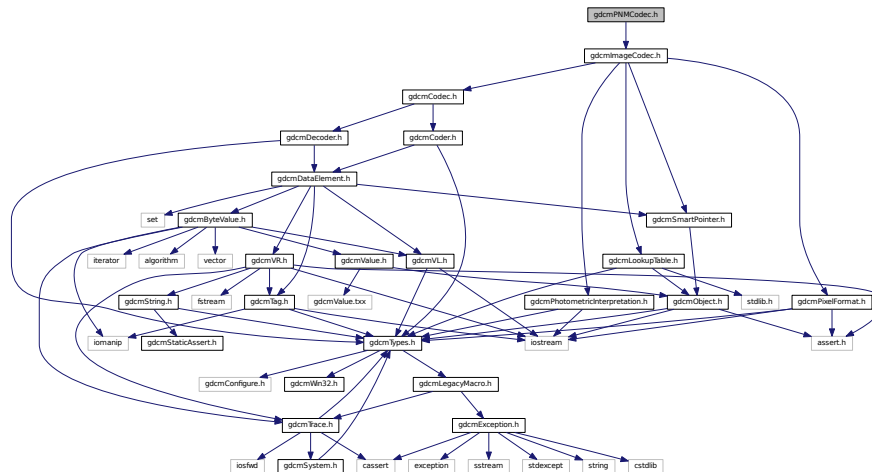 gdcmPNMCodec.h
gdcmImageCodec.h
gdcmCodec.h
gdcmDecoder.h
gdcmCoder.h
gdcmDataElement.h
set
gdcmByteValue.h
gdcmSmartPointer.h
iterator
algorithm
vector
gdcmVR.h
gdcmValue.h
gdcmVL.h
gdcmLookupTable.h
gdcmString.h
fstream
gdcmTag.h
gdcmValue.txx
gdcmPhotometricInterpretation.h
gdcmObject.h
stdlib.h
gdcmPixelFormat.h
iomanip
gdcmStaticAssert.h
gdcmTypes.h
iostream
assert.h
gdcmConfigure.h
gdcmWin32.h
gdcmLegacyMacro.h
gdcmTrace.h
gdcmException.h
iosfwd
gdcmSystem.h
cassert
exception
sstream
stdexcept
string
cstdlib